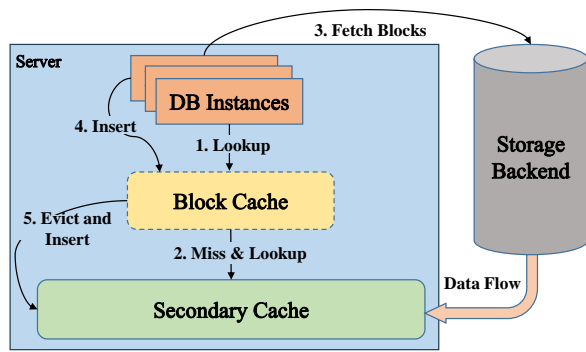 3. Fetch Blocks
Server
DB Instances
4. Insert
1. Lookup
Storage
Backend
Block Cache
5. Evict and
Insert
2. Miss & Lookup
Data Flow
Secondary Cache